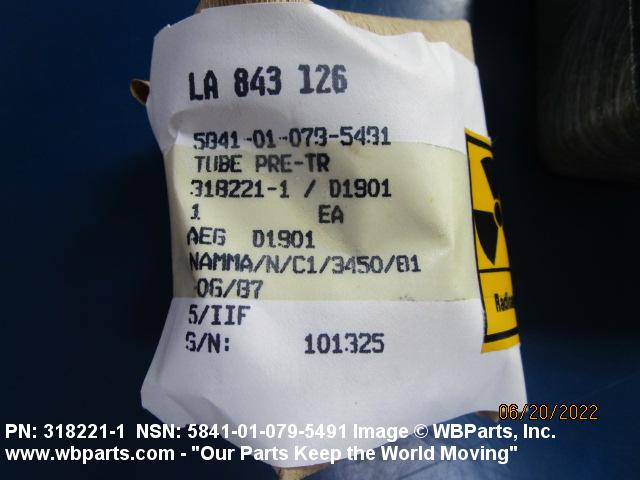 LA 843 126
5841-01-079-5491
TUBE PRE-TR
318221-1 / D1901
1 EA
AEG D1901
NAMMA/N/C1/3450/81
06/87
5/IIF
S/N: 101325
06/20/2022
PN: 318221-1 NSN: 5841-01-079-5491 Image © WBParts, Inc.
www.wbparts.com - "Our Parts Keep the World Moving"